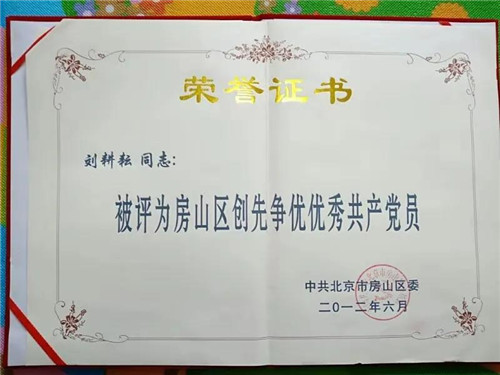 荣誉证书
刘耕耘 同志：
被评为房山区创先争优优秀共产党员
中共北京市房山区委
二〇一二年六月